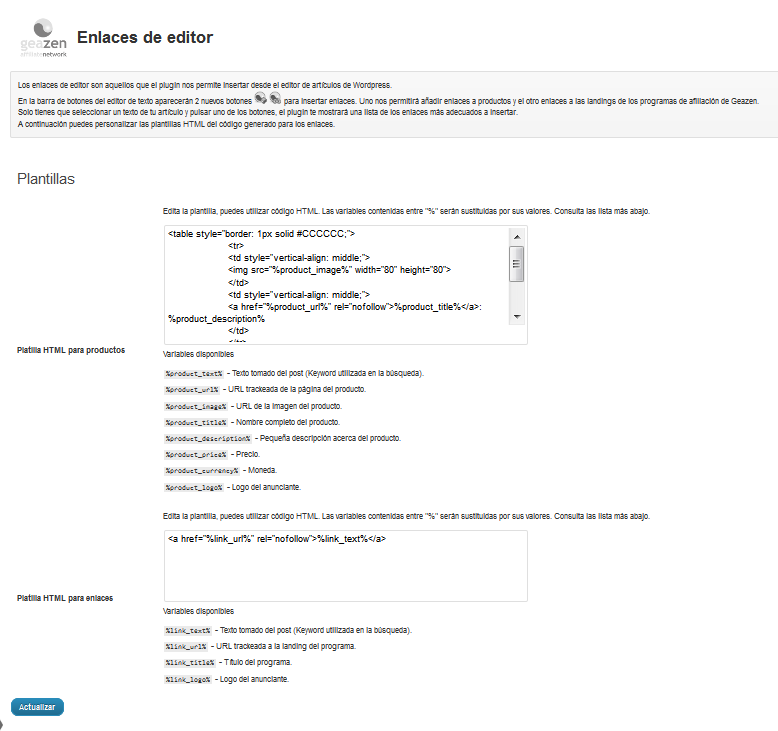 geazen
affiliatenetwork
Enlaces de editor
Los enlaces de editor son aquellos que el plugin nos permite insertar desde el editor de artículos de Wordpress.
En la barra de botones del editor de texto aparecerán 2 nuevos botones para insertar enlaces. Uno nos permitirá añadir enlaces a productos y el otro enlaces a las landings de los programas de afiliación de Geazen.
Solo tienes que seleccionar un texto de tu artículo y pulsar uno de los botones, el plugin te mostrará una lista de los enlaces más adecuados a insertar.
A continuación puedes personalizar las plantillas HTML del código generado para los enlaces.
Plantillas
Edita la plantilla, puedes utilizar código HTML. Las variables contenidas entre "%" serán sustituidas por sus valores. Consulta las lista más abajo.
<table style="border: 1px solid #CCCCCC;">
<tr>
<td style="vertical-align: middle;">
<img src="%product_image%" width="80" height="80">
</td>
<td style="vertical-align: middle;">
<a href="%product_url%" rel="nofollow">%product_title%</a>:
%product_description%
</td>
</tr>
Platilla HTML para productos
Variables disponibles
%product_text% - Texto tomado del post (Keyword utilizada en la búsqueda).
%product_url% - URL trackeada de la página del producto.
%product_image% - URL de la imagen del producto.
%product_title% - Nombre completo del producto.
%product_description% - Pequeña descripción acerca del producto.
%product_price% - Precio.
%product_currency% - Moneda.
%product_logo% - Logo del anunciante.
Edita la plantilla, puedes utilizar código HTML. Las variables contenidas entre "%" serán sustituidas por sus valores. Consulta las lista más abajo.
<a href="%link_url%" rel="nofollow">%link_text%</a>
Platilla HTML para enlaces
Variables disponibles
%link_text% - Texto tomado del post (Keyword utilizada en la búsqueda).
%link_url% - URL trackeada a la landing del programa.
%link_title% - Título del programa.
%link_logo% - Logo del anunciante.
Actualizar